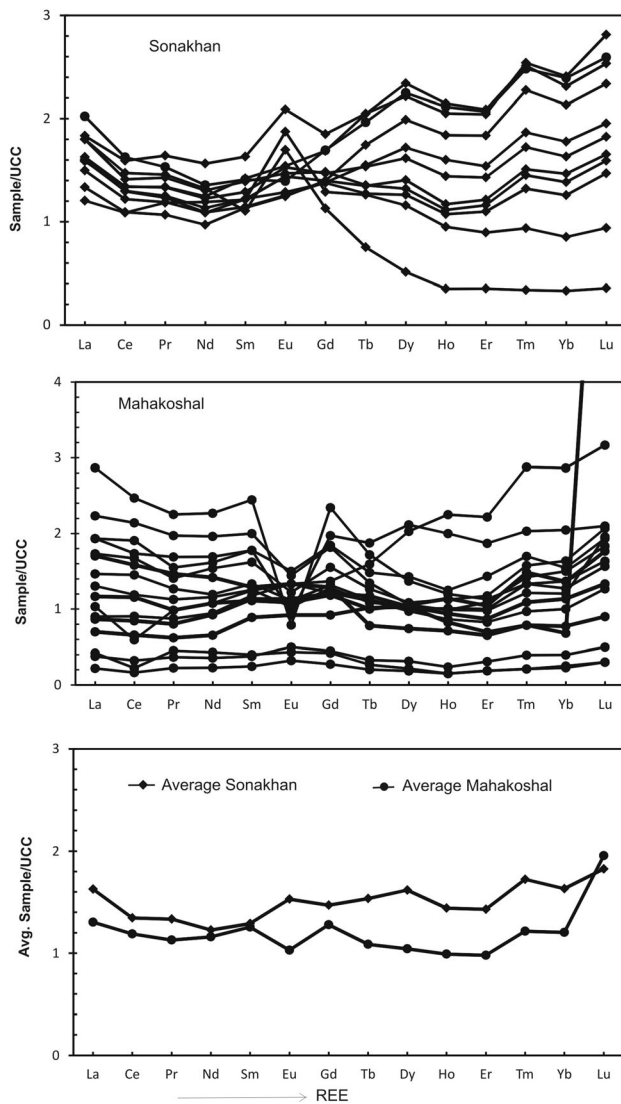 3
Sonakhan
2
Sample/UCC
1
0
La Ce Pr Nd Sm Eu Gd Tb Dy Ho Er Tm Yb Lu
4
Mahakoshal
3
Sample/UCC
2
1
0
La Ce Pr Nd Sm Eu Gd Tb Dy Ho Er Tm Yb Lu
3
Average Sonakhan Average Mahakoshal
2
Avg. Sample/UCC
1
0
La Ce Pr Nd Sm Eu Gd Tb Dy Ho Er Tm Yb Lu
REE